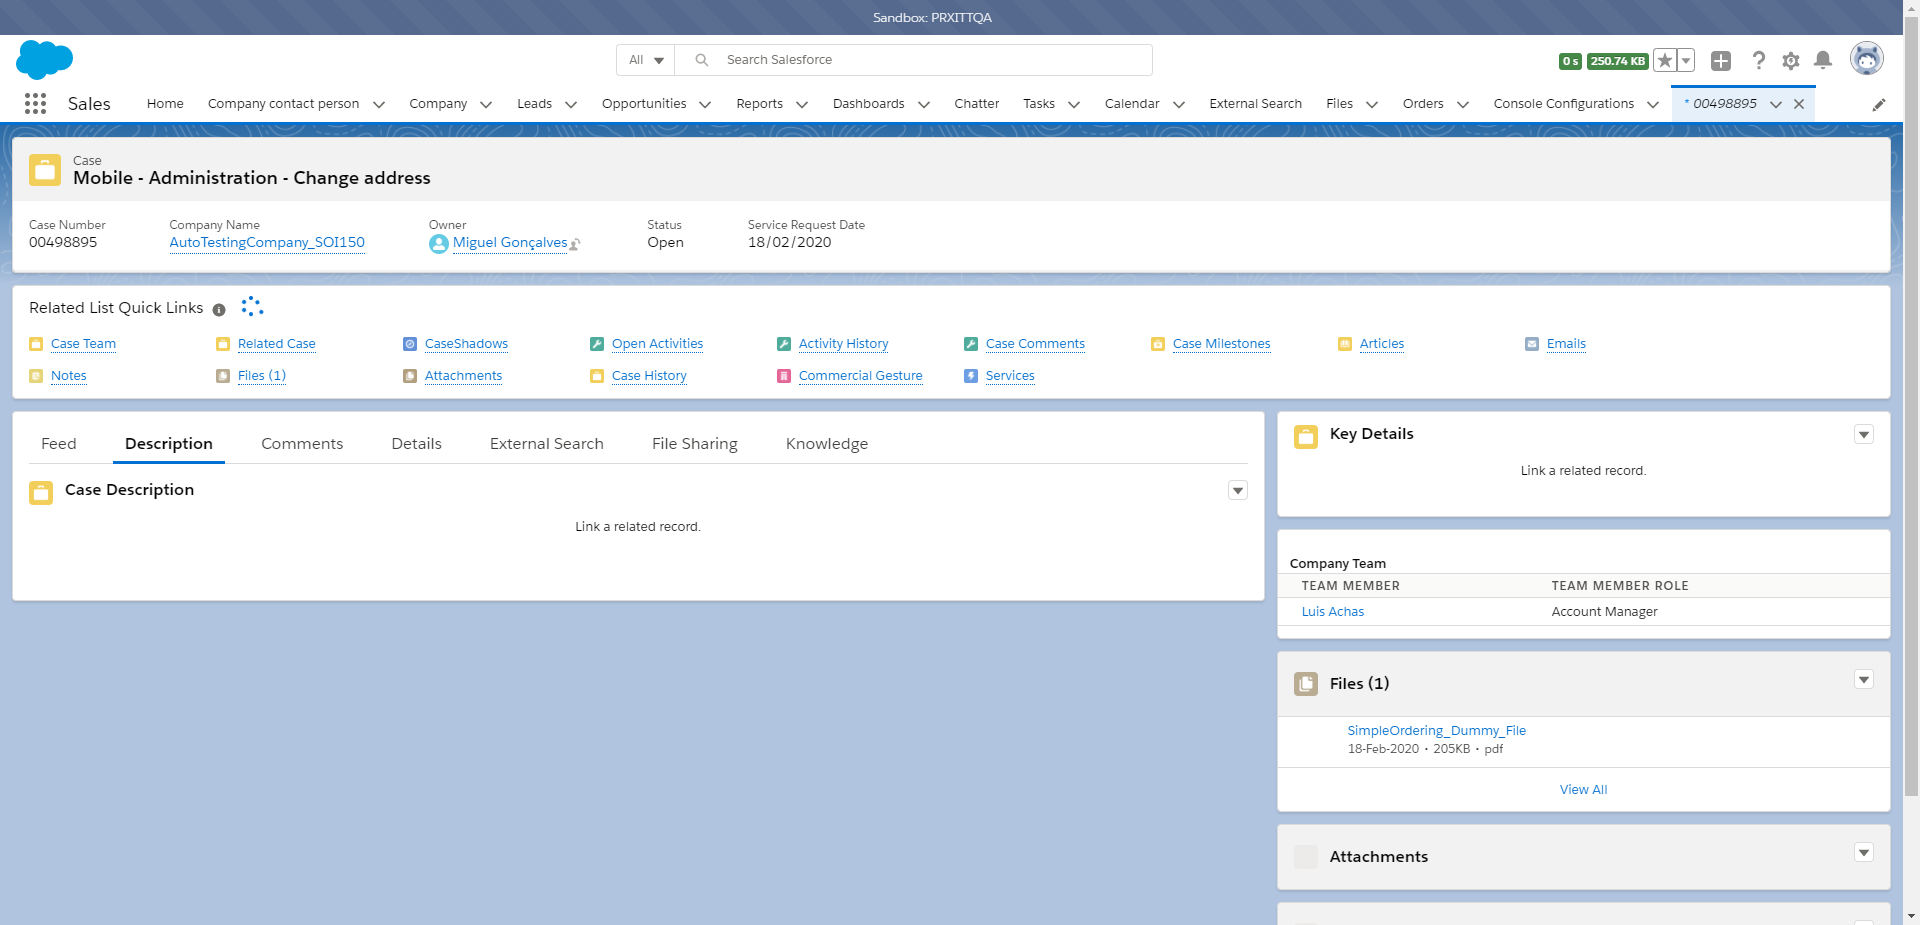 Sandbox: PRXITTQA
All
Search Salesforce
0 s 250.74 KB
Sales Home Company contact person Company Leads Opportunities Reports Dashboards Chatter Tasks Calendar External Search Files Orders Console Configurations * 00498895
Case
Mobile - Administration - Change address
Case Number Company Name Owner Status Service Request Date
00498895 AutoTestingCompany_SOI150 Miguel Gonçalves Open 18/02/2020
Related List Quick Links
Case Team Related Case CaseShadows Open Activities Activity History Case Comments Case Milestones Articles Emails
Notes Files (1) Attachments Case History Commercial Gesture Services
Feed Description Comments Details External Search File Sharing Knowledge
Case Description
Link a related record.
Key Details
Link a related record.
Company Team
TEAM MEMBER TEAM MEMBER ROLE
Luis Achas Account Manager
Files (1)
SimpleOrdering_Dummy_File
18-Feb-2020 • 205KB • pdf
View All
Attachments